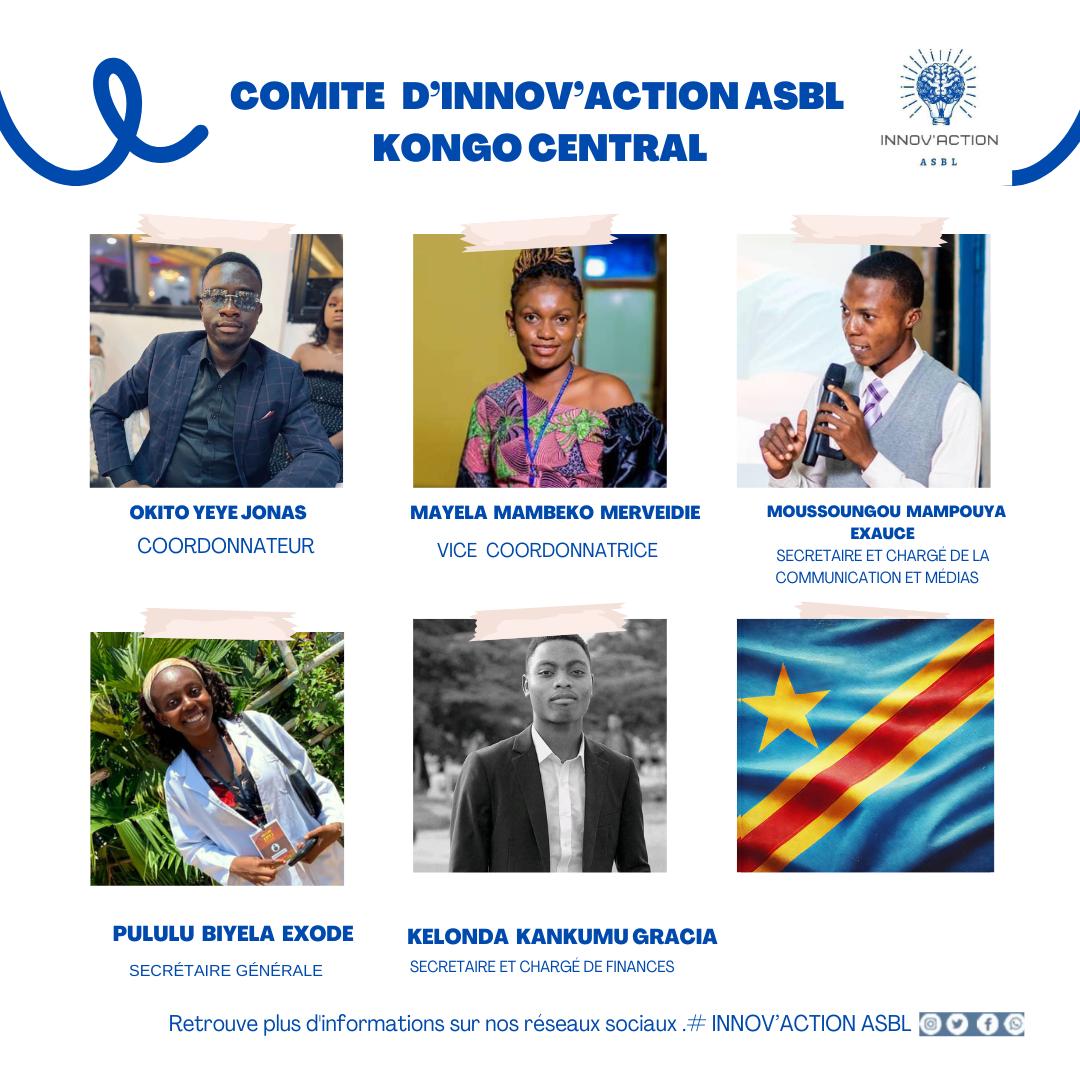 COMITE D'INNOV'ACTION ASBL
KONGO CENTRAL
INNOV'ACTION
ASBL
OKITO YEYE JONAS
COORDONNATEUR
MAYELA MAMBEKO MERVEIDIE
VICE COORDONNATRICE
MOUSSOUNGOU MAMPOUYA
EXAUCE
SECRETAIRE ET CHARGÉ DE LA
COMMUNICATION ET MÉDIAS
PULULU BIYELA EXODE
SECRÉTAIRE GÉNÉRALE
KELONDA KANKUMU GRACIA
SECRETAIRE ET CHARGÉ DE FINANCES
Retrouve plus d'informations sur nos réseaux sociaux .# INNOV'ACTION ASBL